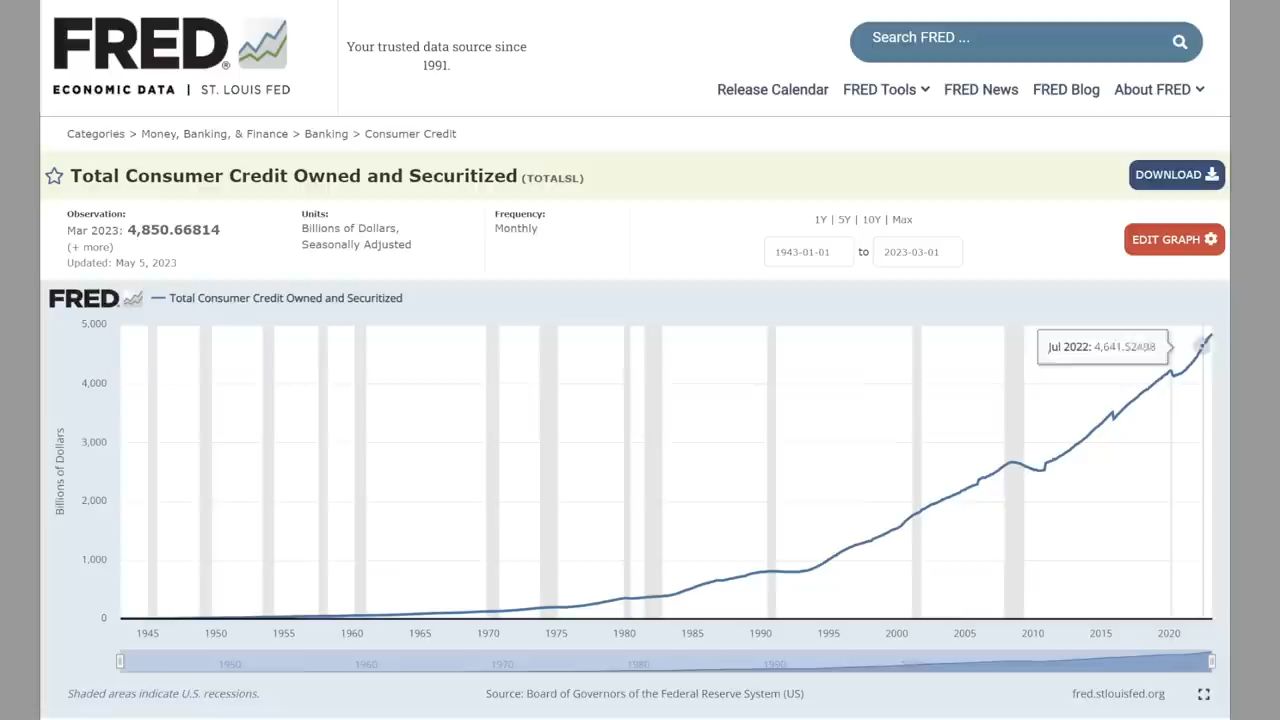 FRED®
ECONOMIC DATA | ST. LOUIS FED
Your trusted data source since
1991.
Search FRED ...
Release Calendar FRED Tools FRED News FRED Blog About FRED
Categories > Money, Banking, & Finance > Banking > Consumer Credit
Total Consumer Credit Owned and Securitized (TOTALSL)
DOWNLOAD
Observation:
Mar 2023: 4,850.66814
(+ more)
Updated: May 5, 2023
Units:
Billions of Dollars,
Seasonally Adjusted
Frequency:
Monthly
1Y | 5Y | 10Y | Max
1943-01-01 to 2023-03-01
EDIT GRAPH
FRED
Total Consumer Credit Owned and Securitized
Jul 2022:
5,000
4,000
3,000
2,000
1,000
0
Billions of Dollars
1945 1950 1955 1960 1965 1970 1975 1980 1985 1990 1995 2000 2005 2010 2015 2020
1950 1960 1970 1980 1990
Shaded areas indicate U.S. recessions.
Source: Board of Governors of the Federal Reserve System (US)
fred.stlouisfed.org